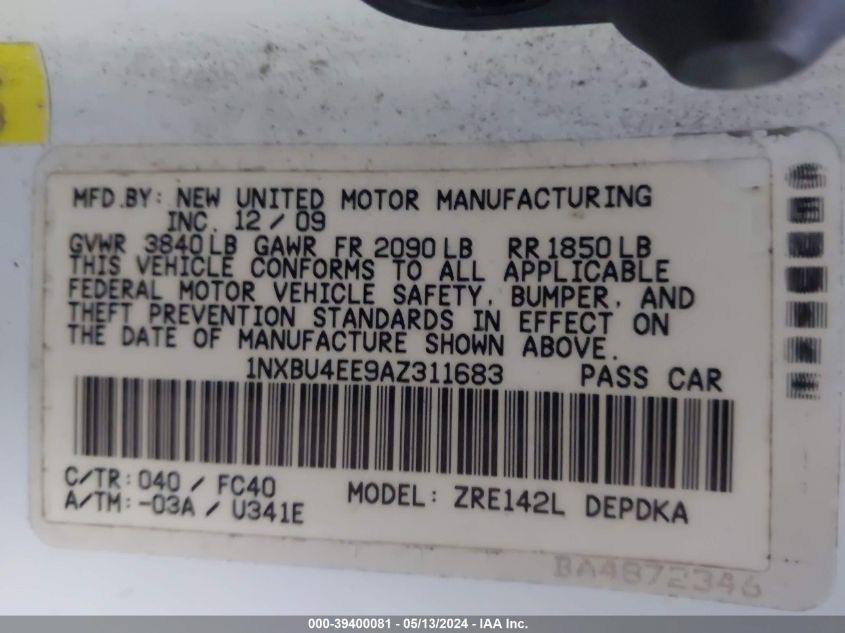 MFD.BY: NEW UNITED MOTOR MANUFACTURING
INC. 12/09
GVWR 3840LB GAWR FR 2090LB RR 1850LB
THIS VEHICLE CONFORMS TO ALL APPLICABLE
FEDERAL MOTOR VEHICLE SAFETY, BUMPER, AND
THEFT PREVENTION STANDARDS IN EFFECT ON
THE DATE OF MANUFACTURE SHOWN ABOVE.
1NXBU4EE9AZ311683 PASS CAR
C/TR: 040 / FC40
A/TM: -03A / U341E
MODEL: ZRE142L DEPDKA
BA4872346
000-39400081 - 05/13/2024 - IAA Inc.